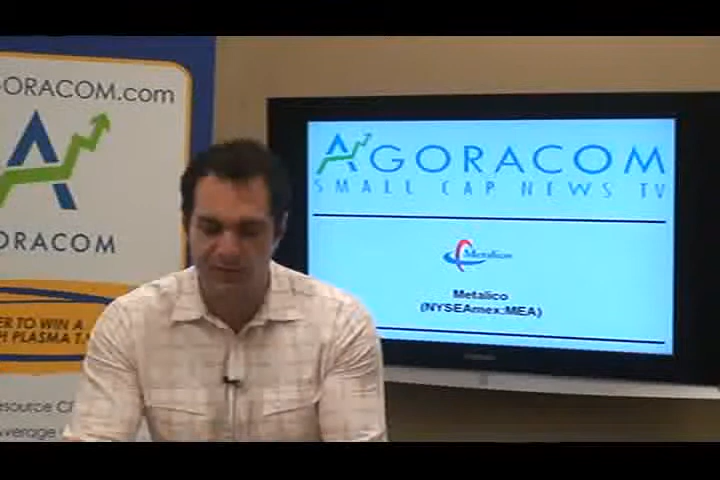 GORACOM.com
ORACOM
ER TO WIN A
H PLASMA T
esource C
verage
AGORACOM
SMALL CAP NEWS TV
Metalico
Metalico
(NYSEAmex:MEA)